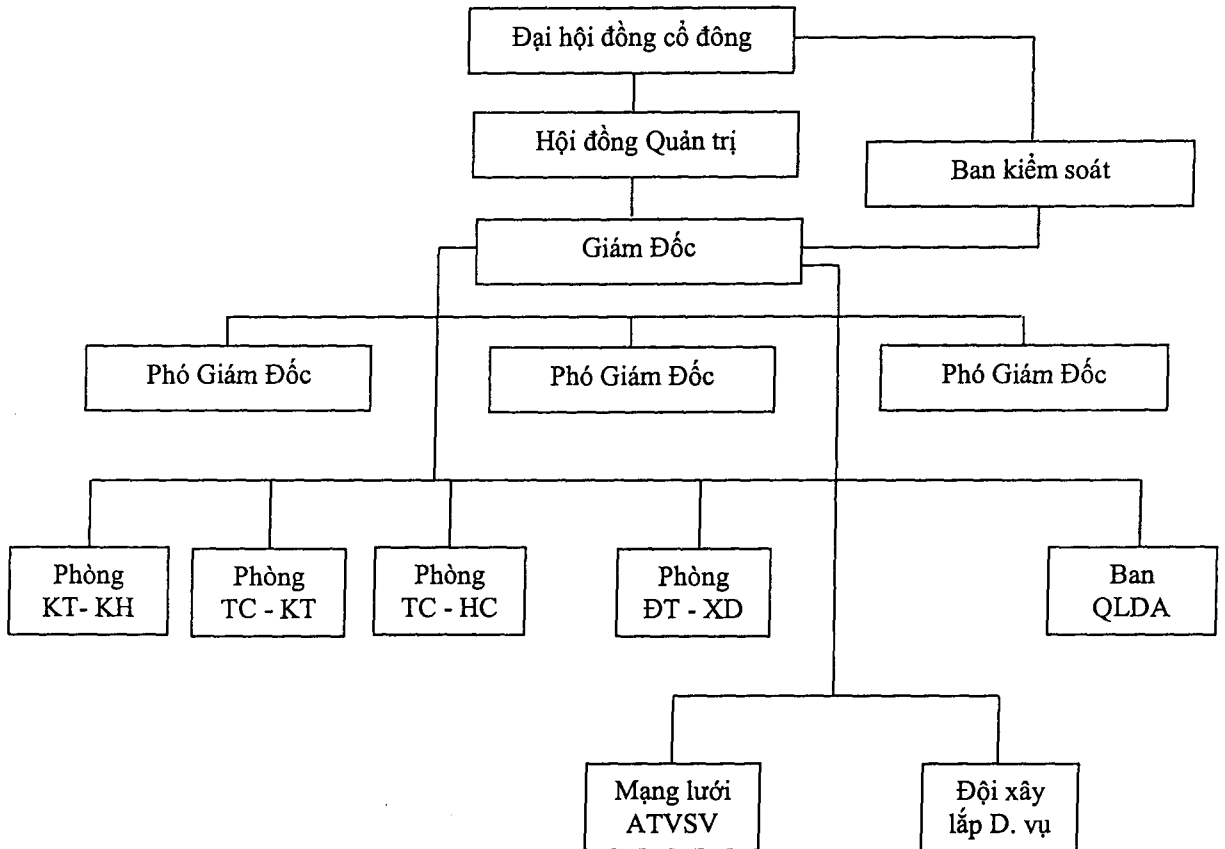 Đại hội đồng cổ đông
Hội đồng Quản trị
Ban kiểm soát
Giám Đốc
Phó Giám Đốc
Phó Giám Đốc
Phó Giám Đốc
Phòng
KT- KH
Phòng
TC - KT
Phòng
TC - HC
Phòng
ĐT - XD
Ban
QLDA
Mạng lưới
ATVSV
Đội xây
lắp D. vụ